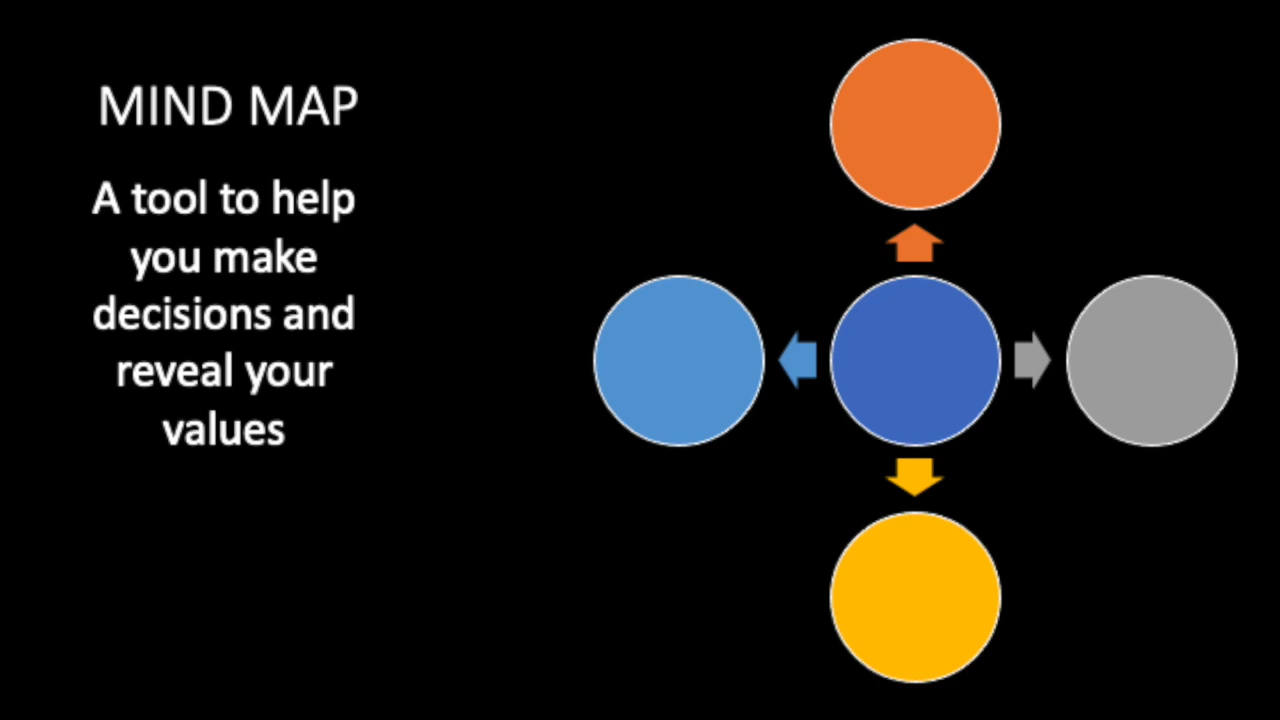 MIND MAP
A tool to help
you make
decisions and
reveal your
values